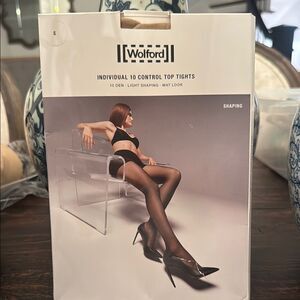 S
Wolford
INDIVIDUAL 10 CONTROL TOP TIGHTS
10 DEN · LIGHT SHAPING · MAT LOOK
SHAPING